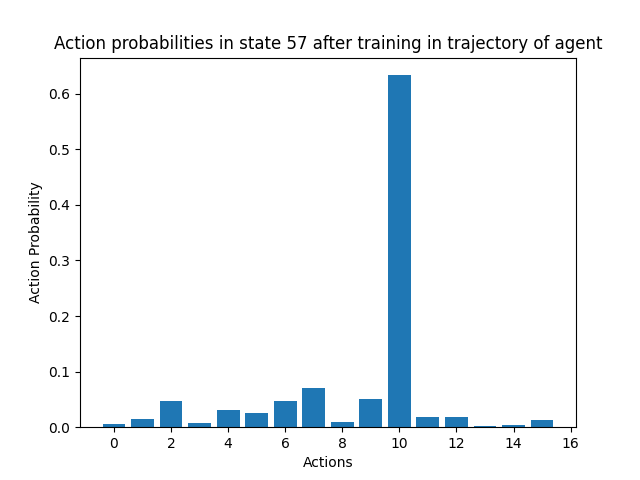 Action probabilities in state 57 after training in trajectory of agent
0.6
0.5
0.4
0.3
0.2
0.1
0.0
Action Probability
0 2 4 6 8 10 12 14 16
Actions